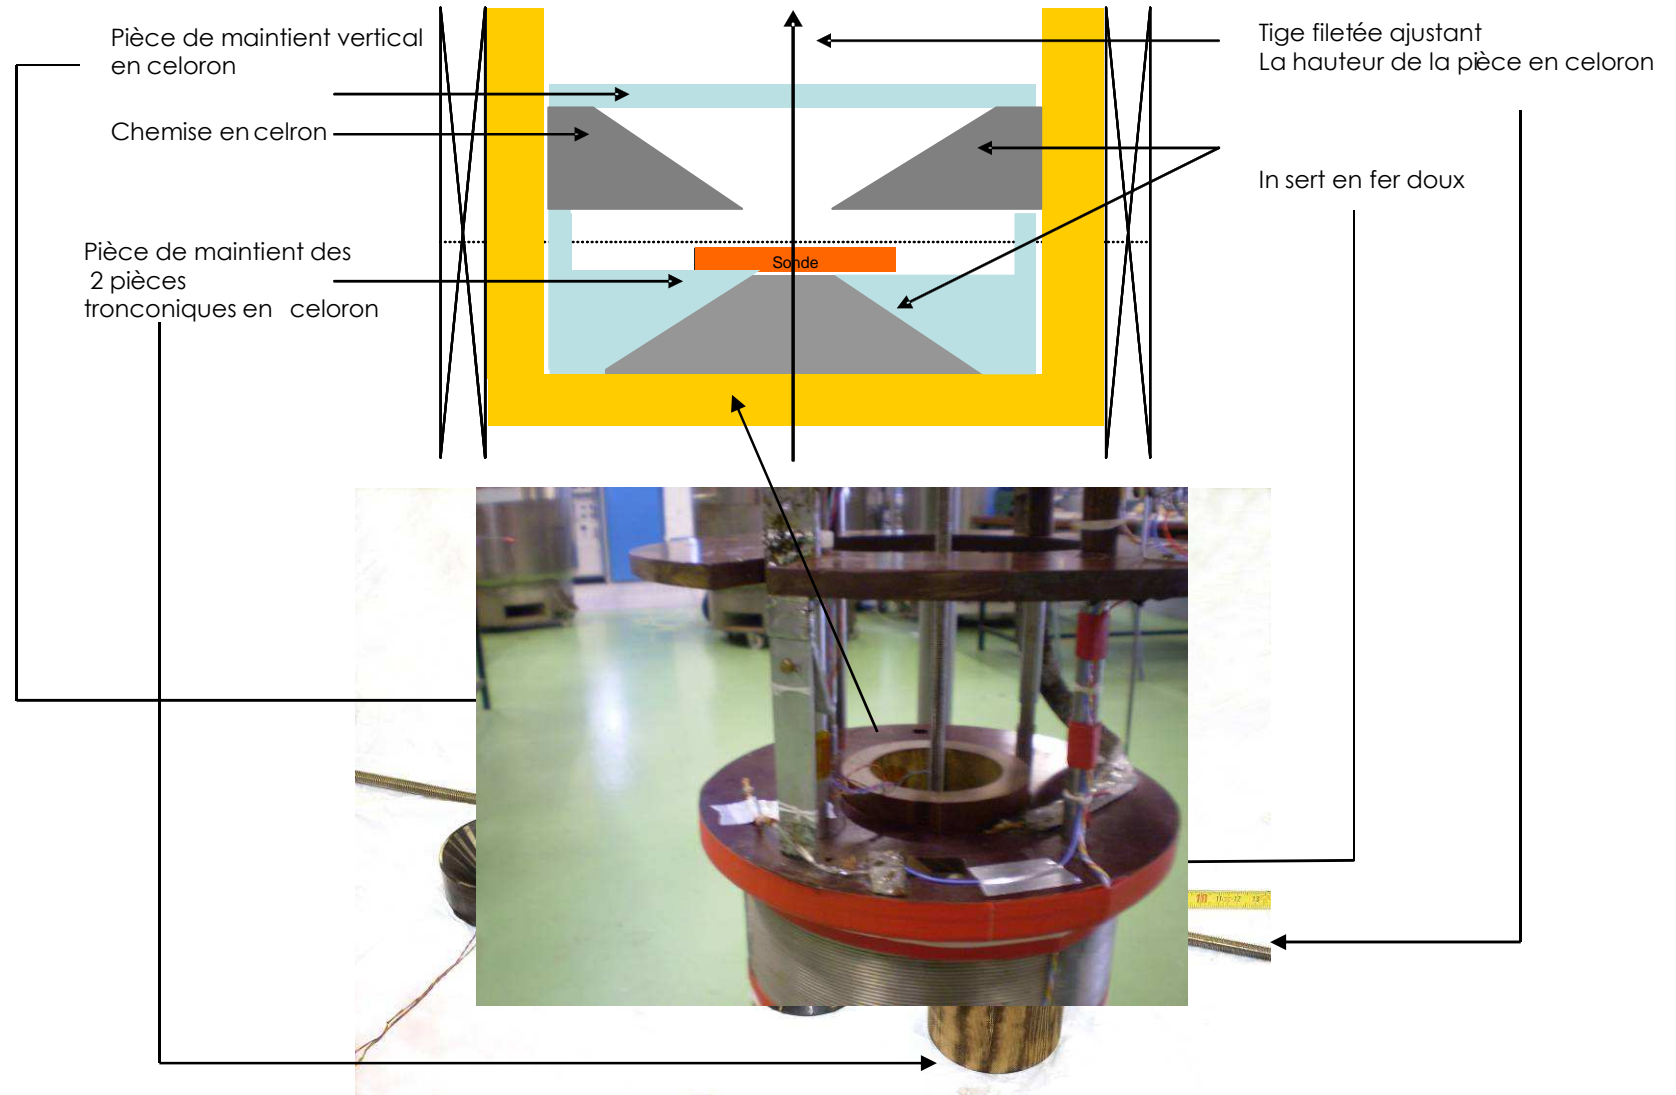 Pièce de maintient vertical
en celoron
Chemise en celron
Pièce de maintient des
2 pièces
tronconiques en celoron
Sonde
Tige filetée ajustant
La hauteur de la pièce en celoron
In sert en fer doux